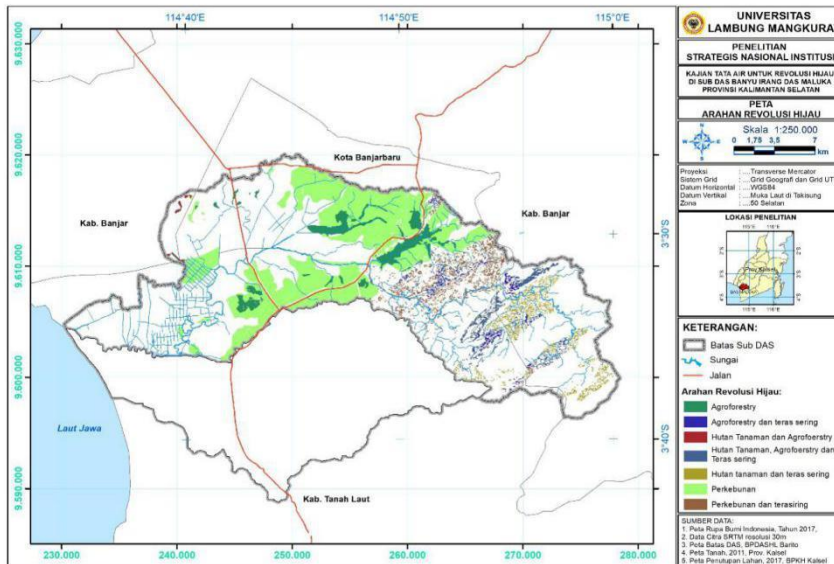 114°40'E
114°50'E
115°0'E
9.630.000
9.620.000
9.610.000
9.600.000
9.590.000
3°30'S
3°40'S
230.000
240.000
250.000
260.000
270.000
280.000
Kota Banjarbaru
Kab. Banjar
Kab. Banjar
Laut Jawa
Kab. Tanah Laut
UNIVERSITAS
LAMBUNG MANGKURA
PENELITIAN
STRATEGIS NASIONAL INSTITUSI
KAJIAN TATA AIR UNTUK REVOLUSI HIJAU
DI SUB DAS BANYU IRANG DAS MALUKA
PROVINSI KALIMANTAN SELATAN
PETA
ARAHAN REVOLUSI HIJAU
Skala 1:250.000
0 1,75 3,5 7
km
Proyeksi : ....Transverse Mercator
Sistem Grid : ....Grid Geografi dan Grid UT
Datum Horizontal : ....WGS84
Datum Vertikal : ....Muka Laut di Takisung
Zona : ....50 Selatan
LOKASI PENELITIAN
KETERANGAN:
Batas Sub DAS
Sungai
Jalan
Arahan Revolusi Hijau:
Agroforestry
Agroforestry dan teras sering
Hutan Tanaman dan Agrofoerstry
Hutan Tanaman, Agrofoerstry dan
Teras sering
Hutan tanaman dan teras sering
Perkebunan
Perkebunan dan terasiring
SUMBER DATA:
1. Peta Rupa Bumi Indonesia, Tahun 2017,
2. Data Citra SRTM resolusi 30m
3. Peta Batas DAS, BPDASHL Barito
4. Peta Tanah, 2011, Prov. Kalsel
5. Peta Penutupan Lahan, 2017, BPKH Kalsel